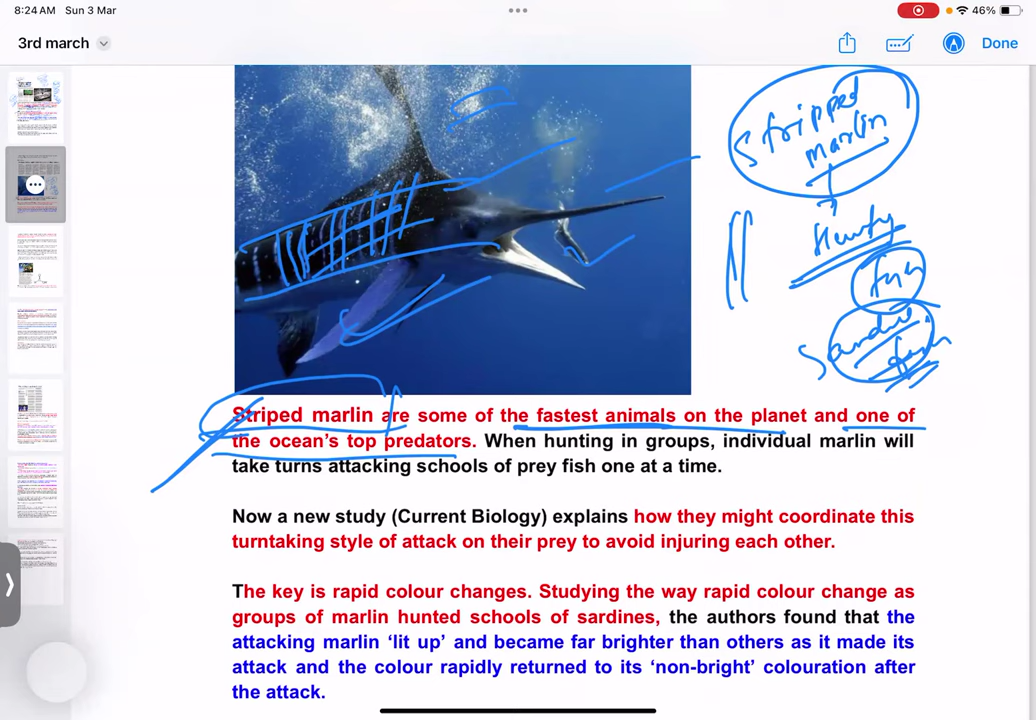 8:24 AM Sun 3 Mar
46%
3rd march
Done
Stripped
marlin
fish
Striped marlin are some of the fastest animals on the planet and one of
the ocean's top predators. When hunting in groups, individual marlin will
take turns attacking schools of prey fish one at a time.
Now a new study (Current Biology) explains how they might coordinate this
turntaking style of attack on their prey to avoid injuring each other.
The key is rapid colour changes. Studying the way rapid colour change as
groups of marlin hunted schools of sardines, the authors found that the
attacking marlin 'lit up' and became far brighter than others as it made its
attack and the colour rapidly returned to its 'non-bright' colouration after
the attack.